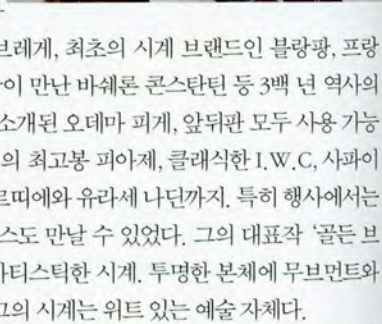 브레게, 최초의 시계 브랜드인 블랑팡, 프랑
이 만난 바쉐론 콘스탄틴 등 3백 년 역사의
소개된 오데마 피게, 앞뒤판 모두 사용 가능
의 최고봉 피아제, 클래식한 I.W.C, 사파이
르띠에와 유라세 나딘까지. 특히 행사에서는
스도 만날 수 있었다. 그의 대표작 ‘골든 브
아티스틱한 시계. 투명한 본체에 무브먼트와
그의 시계는 위트 있는 예술 자체다.